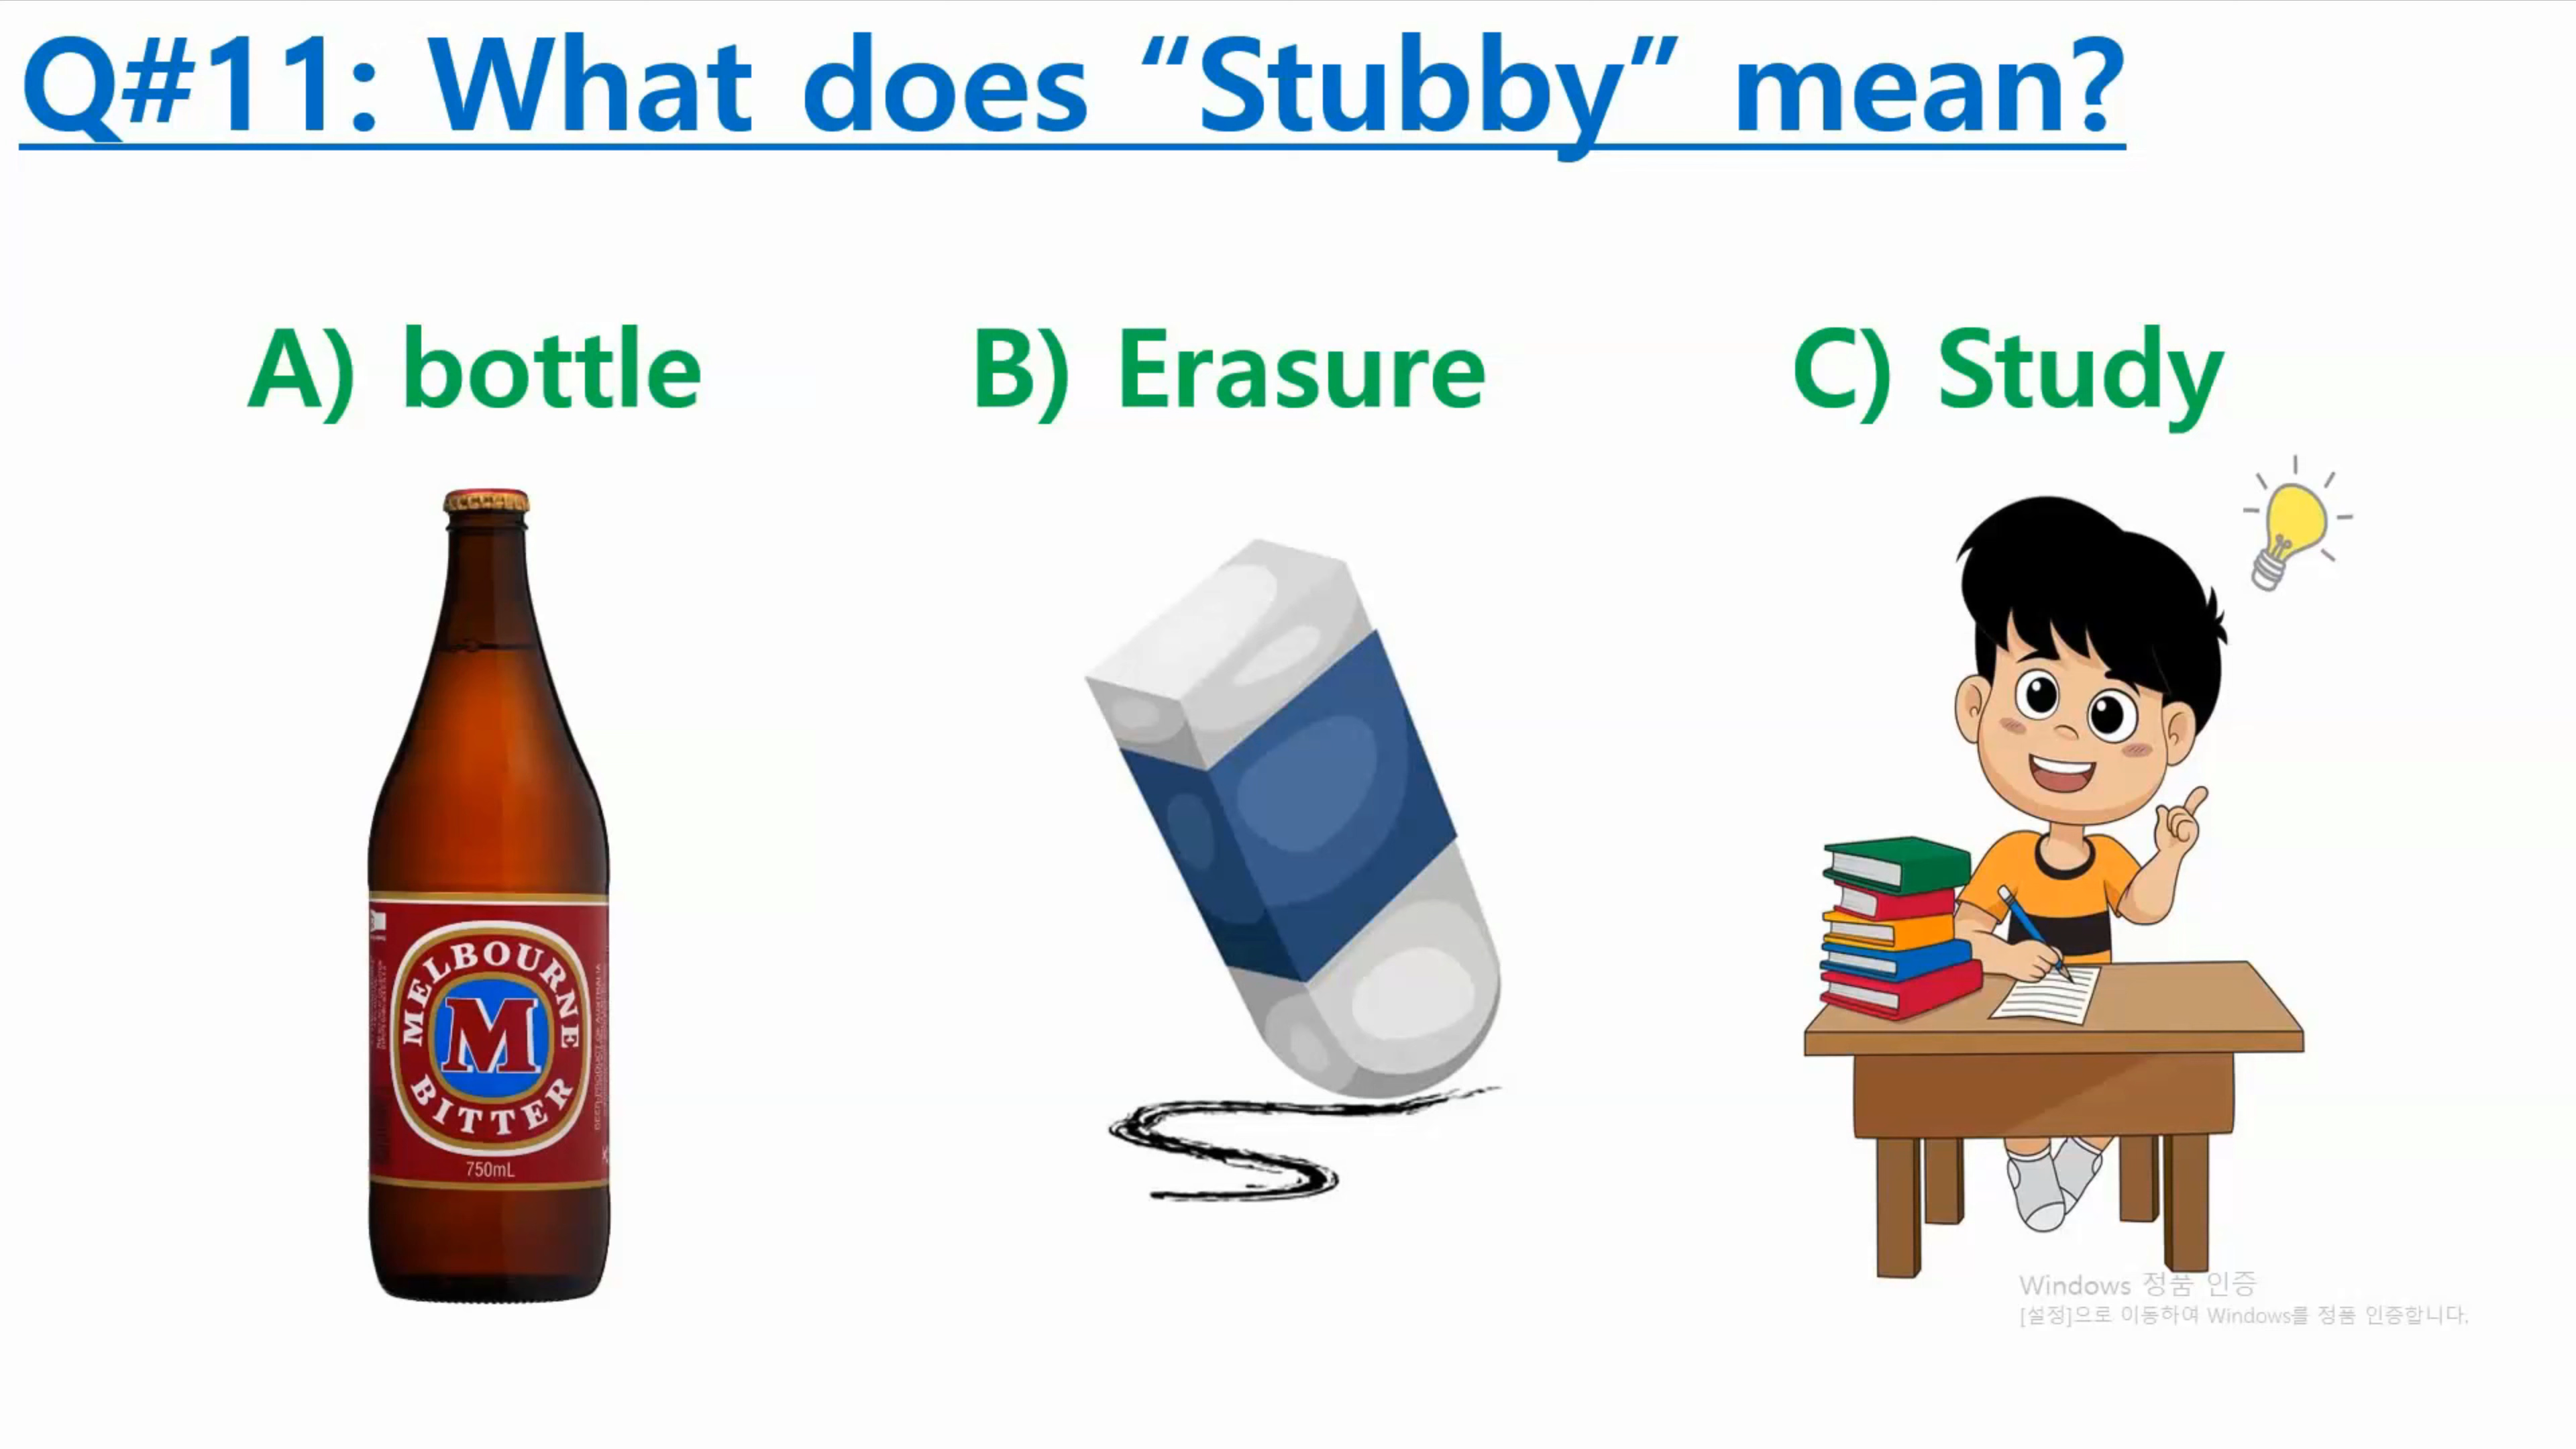 Q#11: What does “Stubby” mean?
A) bottle
B) Erasure
C) Study
MELBOURNE
M
BITTER
750mL
Windows 정품 인증
[설정]으로 이동하여 Windows를 정품 인증합니다.